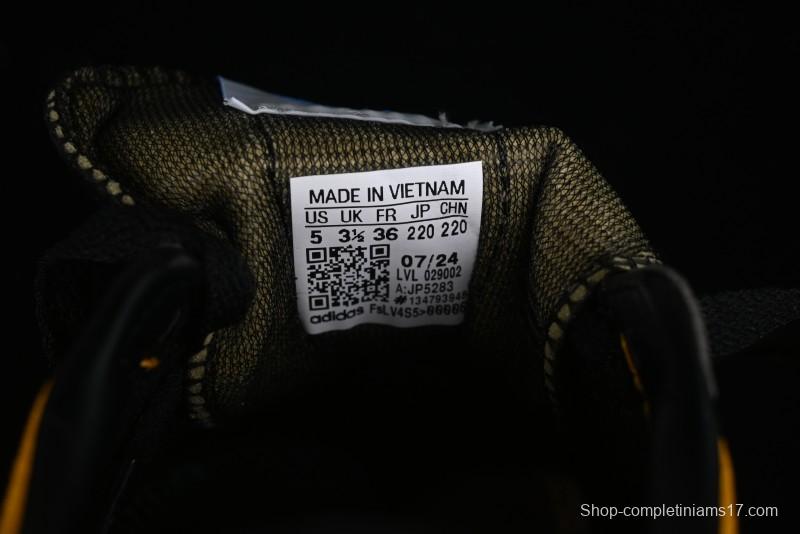 MADE IN VIETNAM
US UK FR JP CHN
5 3½ 36 220 220
07/24
LVL 029002
A:JP5283
adidas
Shop-completiniams17.com